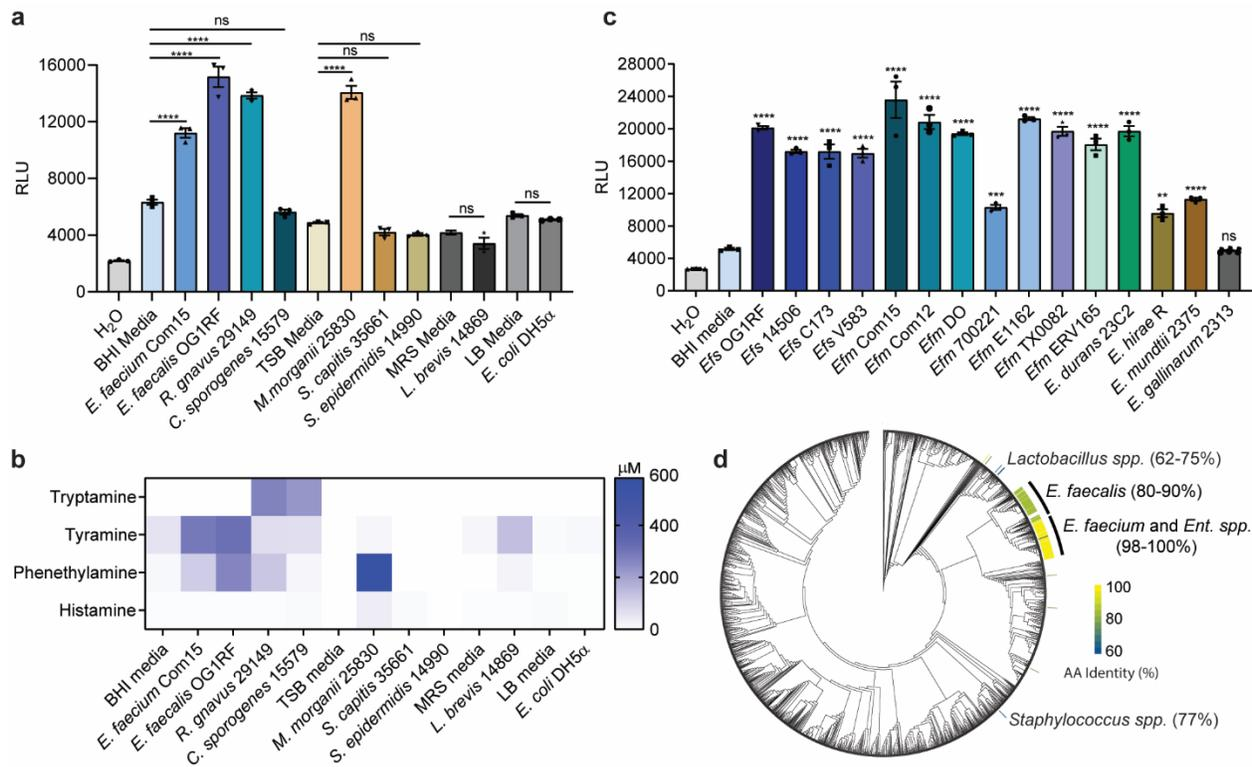 a
ns
****
****
****
ns
ns
****
ns
ns
RLU
16000
12000
8000
4000
0
H2O
BHI Media
E. faecium Com15
E. faecalis OG1RF
R. gnavus 29149
C. sporogenes 15579
TSB Media
M.morganii 25830
S. capitis 35661
S. epidermidis 14990
MRS Media
L. brevis 14869
LB Media
E. coli DH5α
c
RLU
28000
24000
20000
16000
12000
8000
4000
0
****
****
****
****
****
****
****
***
****
****
****
****
**
****
ns
H2O
BHI media
Efs OG1RF
Efs 14506
Efs C173
Efs V583
Efm Com15
Efm Com12
Efm DO
Efm 700221
Efm E1162
Efm TX0082
Efm ERV165
E. durans 23C2
E. hirae R
E. mundtii 2375
E. gallinarum 2313
b
Tryptamine
Tyramine
Phenethylamine
Histamine
μM
600
400
200
0
BHI media
E. faecium Com15
E. faecalis OG1RF
R. gnavus 29149
C. sporogenes 15579
TSB media
M. morganii 25830
S. capitis 35661
S. epidermidis 14990
MRS media
L. brevis 14869
LB media
E. coli DH5α
d
Lactobacillus spp. (62-75%)
E. faecalis (80-90%)
E. faecium and Ent. spp.
(98-100%)
100
80
60
AA Identity (%)
Staphylococcus spp. (77%)